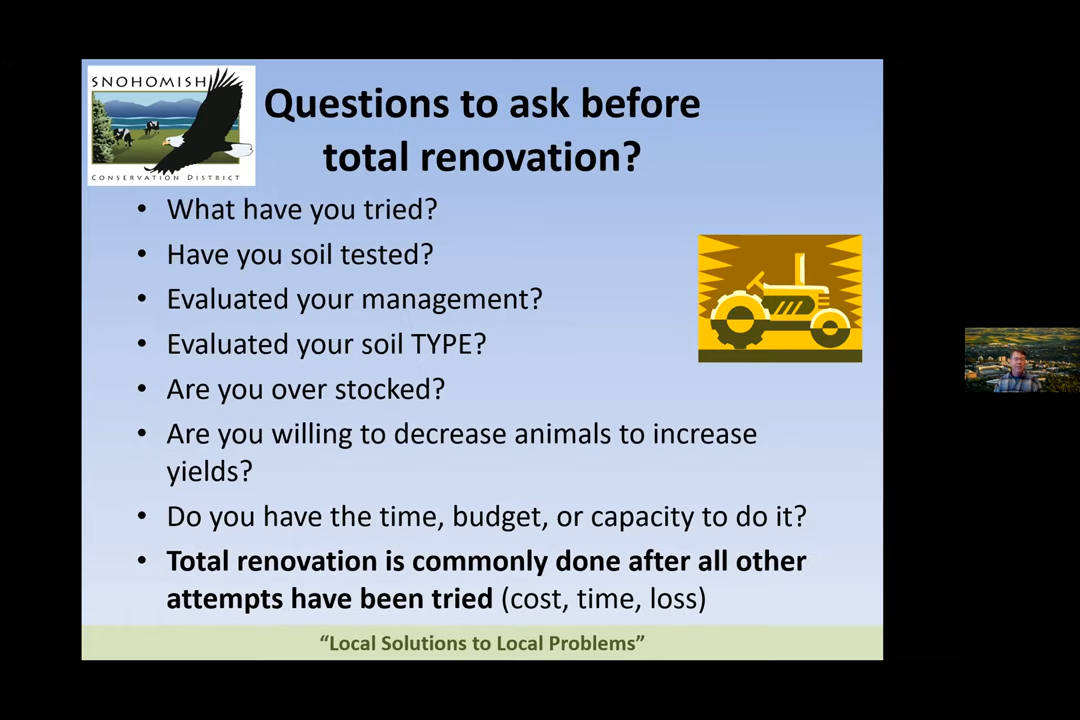 SNOHOMISH
CONSERVATION DISTRICT
Questions to ask before
total renovation?
• What have you tried?
• Have you soil tested?
• Evaluated your management?
• Evaluated your soil TYPE?
• Are you over stocked?
• Are you willing to decrease animals to increase
yields?
• Do you have the time, budget, or capacity to do it?
• Total renovation is commonly done after all other
attempts have been tried (cost, time, loss)
“Local Solutions to Local Problems”